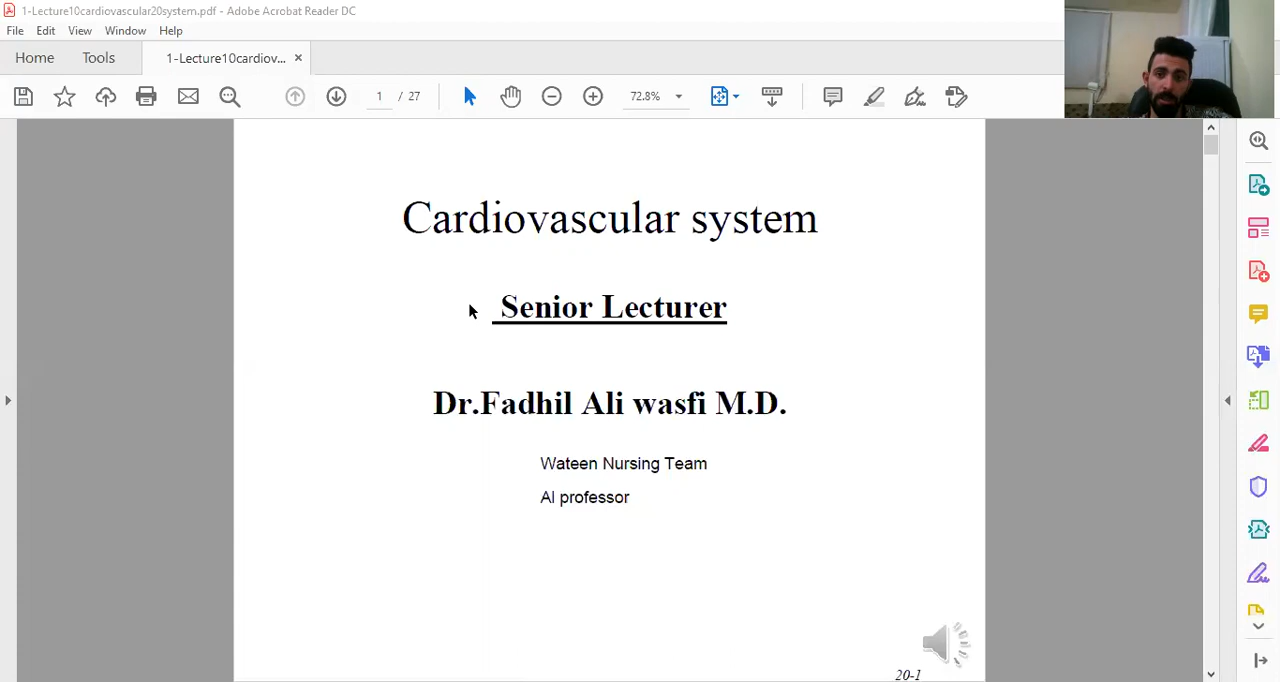 1-Lecture10cardiovascular20system.pdf - Adobe Acrobat Reader DC
File Edit View Window Help
Home Tools 1-Lecture10cardiov... ×
1 / 27 72.8%
Cardiovascular system
Senior Lecturer
Dr.Fadhil Ali wasfi M.D.
Wateen Nursing Team
Al professor
20-1